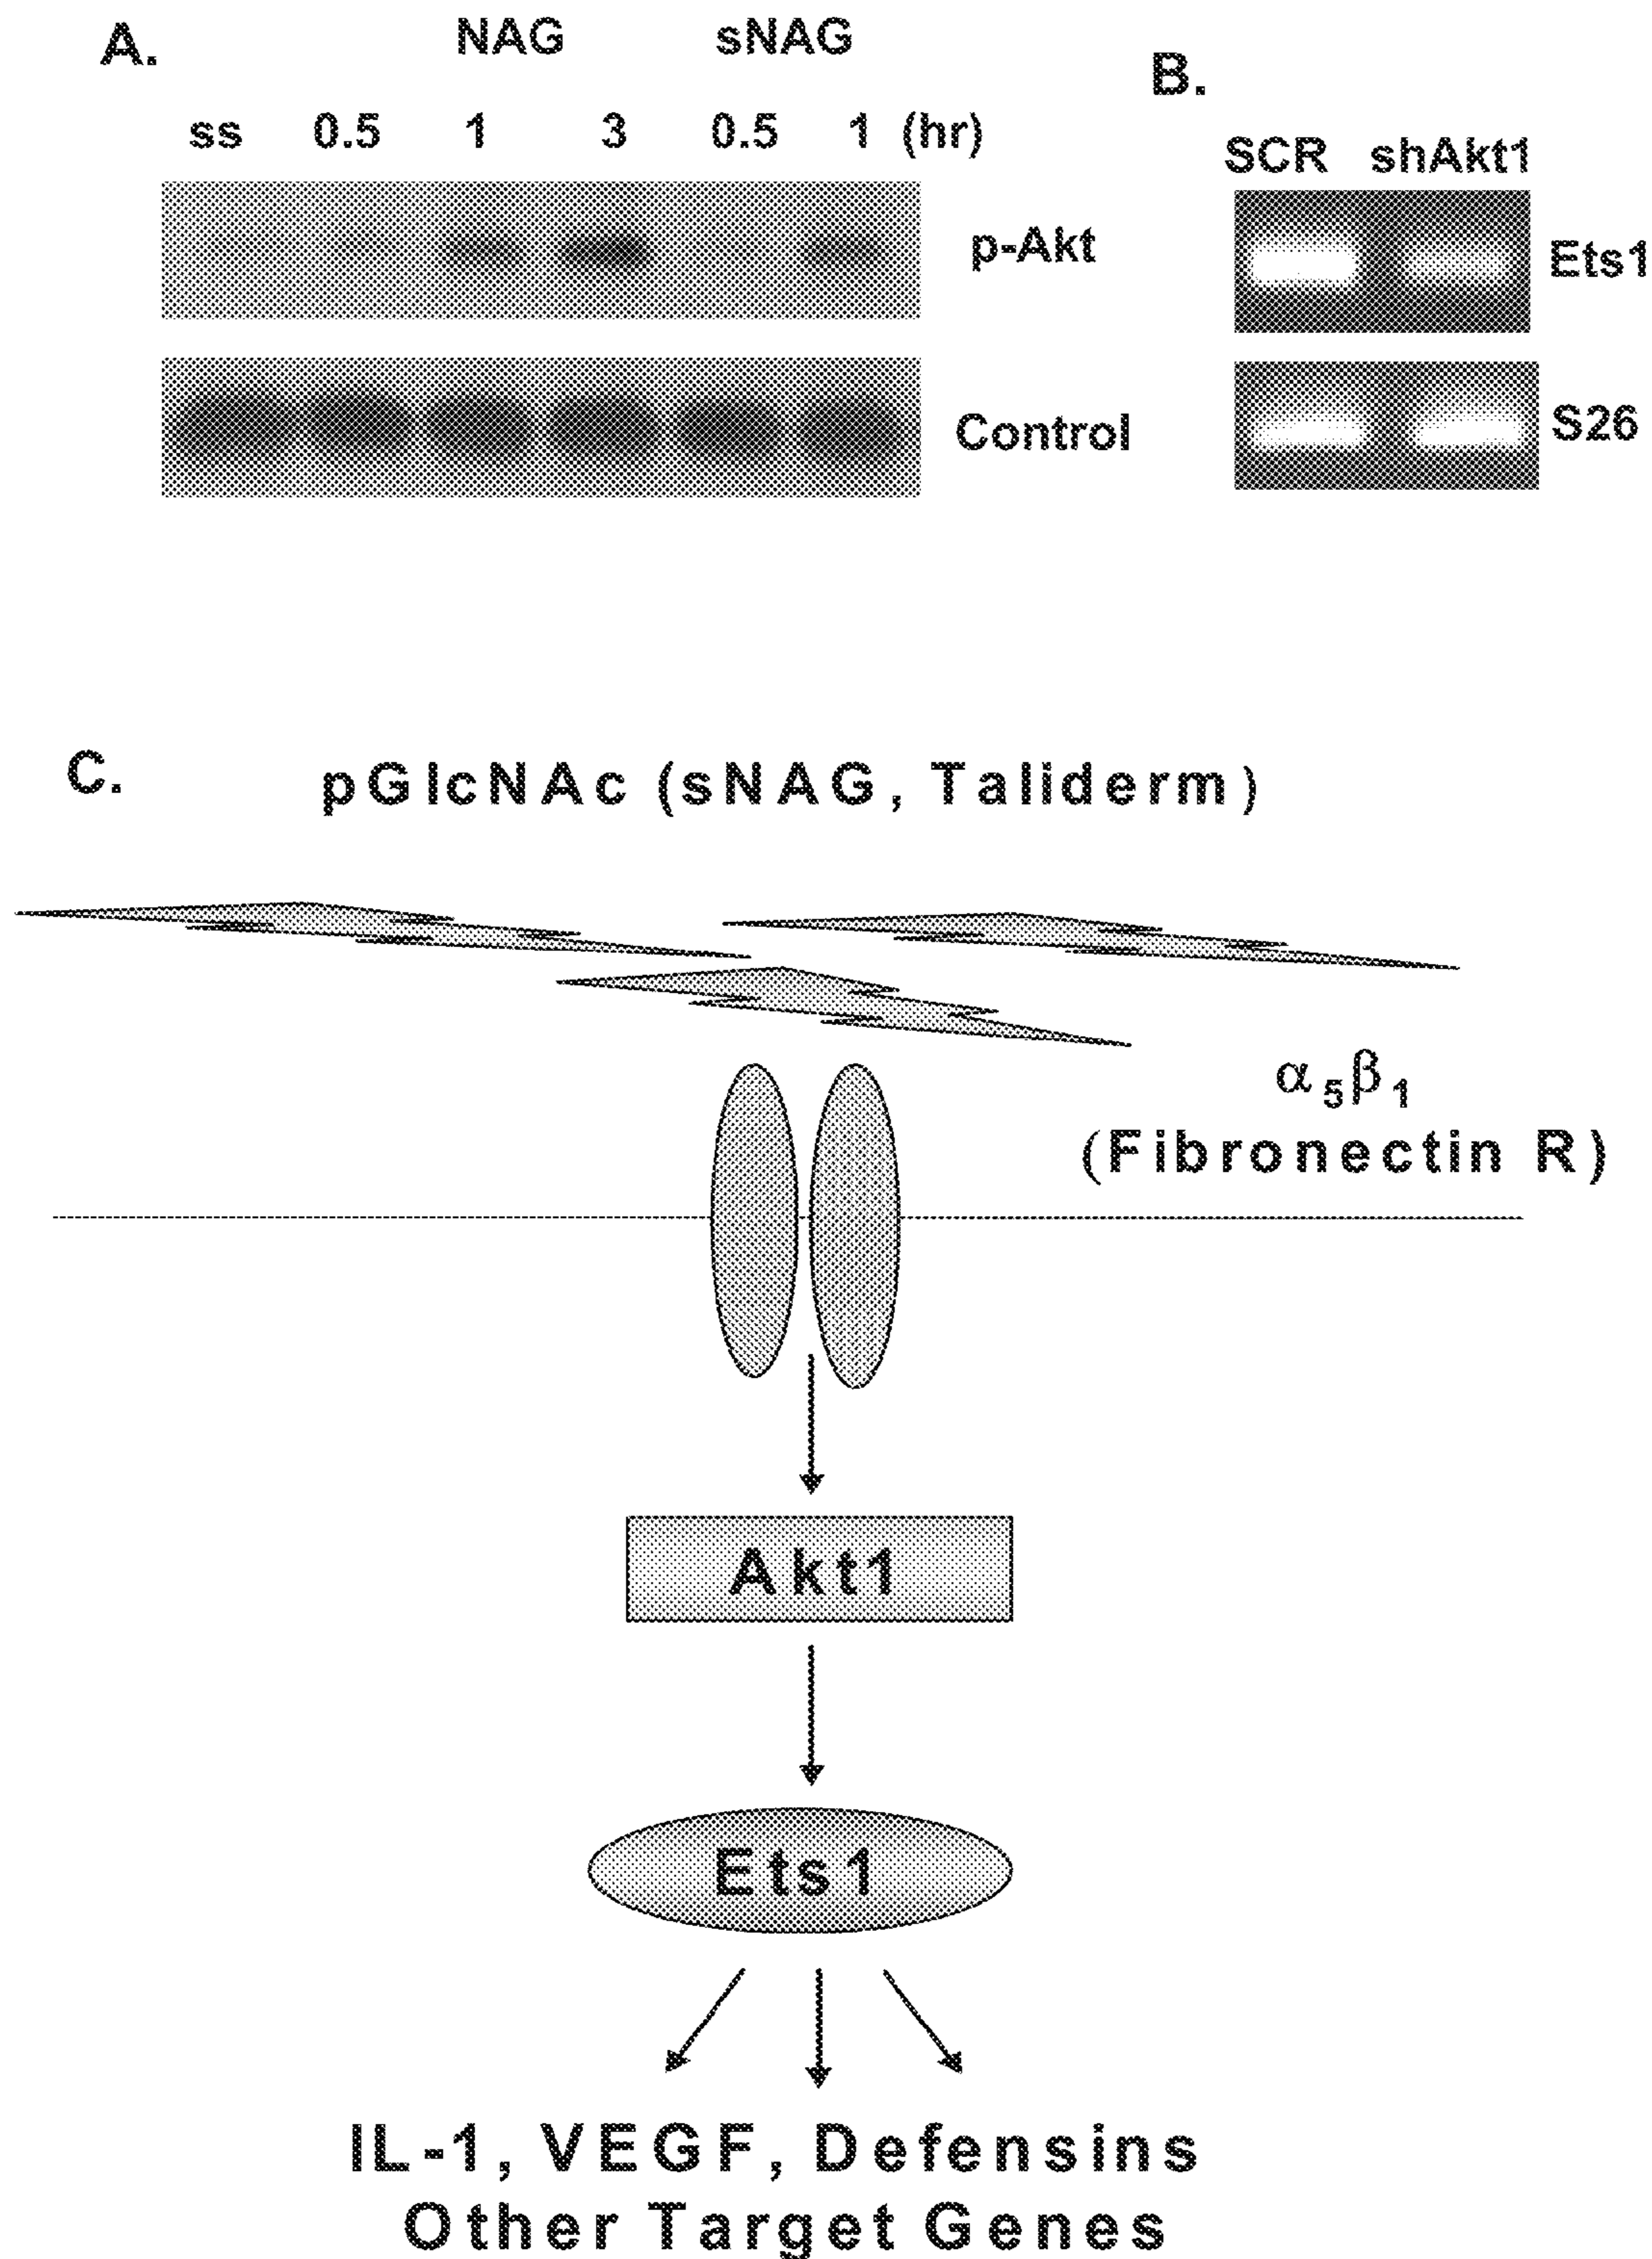 A.
NAG sNAG
ss 0.5 1 3 0.5 1 (hr)
p-Akt
Control
B.
SCR shAkt1
Ets1
S26
C.
pGlcNAc (sNAG, Taliderm)
α5β1
(Fibronectin R)
Akt1
Ets1
IL-1, VEGF, Defensins
Other Target Genes